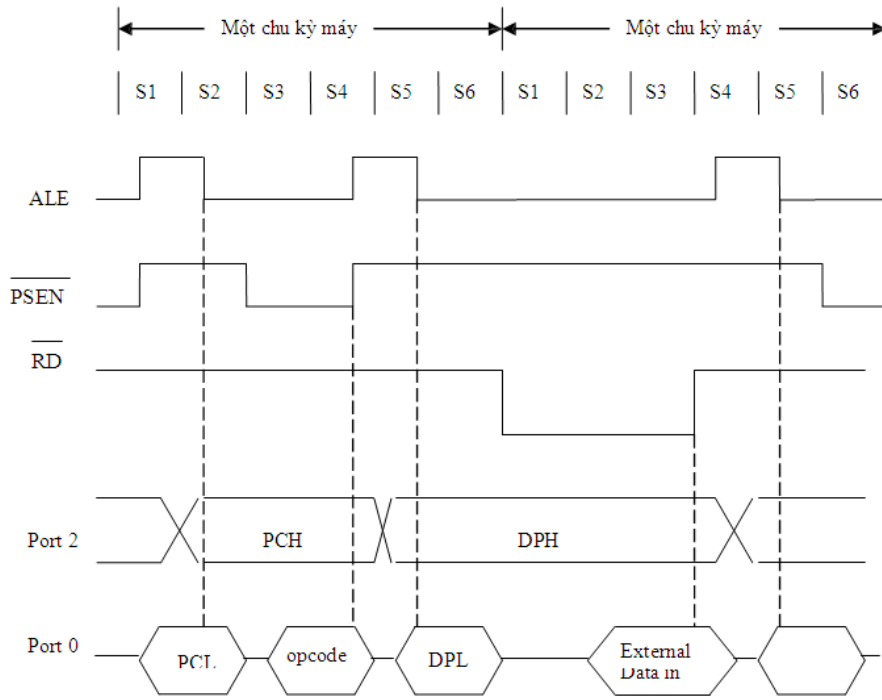 Một chu kỳ máy Một chu kỳ máy
S1 S2 S3 S4 S5 S6 S1 S2 S3 S4 S5 S6
ALE
PSEN
RD
Port 2 PCH DPH
Port 0 PCL opcode DPL External
Data in